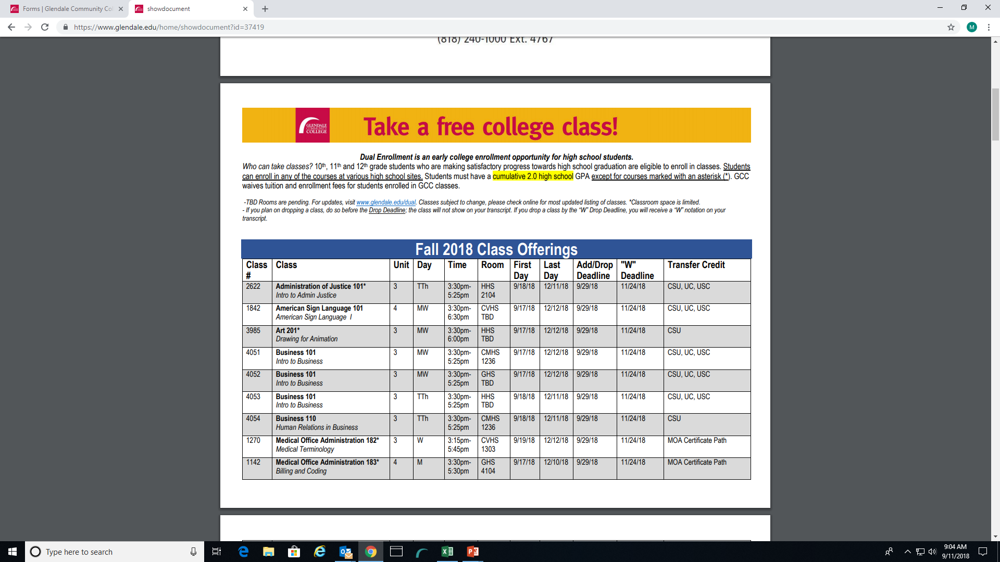 Forms | Glendale Community Col
showdocument
https://www.glendale.edu/home/showdocument?id=37419
M
(818) 240-1000 Ext. 4767
GLENDALE
COMMUNITY
COLLEGE
Take a free college class!
Dual Enrollment is an early college enrollment opportunity for high school students.
Who can take classes? 10th, 11th and 12th grade students who are making satisfactory progress towards high school graduation are eligible to enroll in classes. Students
can enroll in any of the courses at various high school sites. Students must have a cumulative 2.0 high school GPA except for courses marked with an asterisk (*). GCC
waives tuition and enrollment fees for students enrolled in GCC classes.
-TBD Rooms are pending. For updates, visit www.glendale.edu/dual. Classes subject to change, please check online for most updated listing of classes. *Classroom space is limited.
- If you plan on dropping a class, do so before the Drop Deadline; the class will not show on your transcript. If you drop a class by the “W” Drop Deadline, you will receive a “W” notation on your
transcript.
Fall 2018 Class Offerings
Class # Class Unit Day Time Room First Day Last Day Add/Drop Deadline "W" Deadline Transfer Credit
2622 Administration of Justice 101* 3 TTh 3:30pm- HHS 9/18/18 12/11/18 9/29/18 11/24/18 CSU, UC, USC
Intro to Admin Justice 5:25pm 2104
1842 American Sign Language 101 4 MW 3:30pm- CVHS 9/17/18 12/12/18 9/29/18 11/24/18 CSU, UC, USC
American Sign Language I 6:30pm TBD
3985 Art 201* 3 MW 3:30pm- HHS 9/17/18 12/12/18 9/29/18 11/24/18 CSU
Drawing for Animation 6:00pm TBD
4051 Business 101 3 MW 3:30pm- CMHS 9/17/18 12/12/18 9/29/18 11/24/18 CSU, UC, USC
Intro to Business 5:25pm 1236
4052 Business 101 3 MW 3:30pm- GHS 9/17/18 12/12/18 9/29/18 11/24/18 CSU, UC, USC
Intro to Business 5:25pm TBD
4053 Business 101 3 TTh 3:30pm- HHS 9/18/18 12/11/18 9/29/18 11/24/18 CSU, UC, USC
Intro to Business 5:25pm TBD
4054 Business 110 3 TTh 3:30pm- CMHS 9/18/18 12/11/18 9/29/18 11/24/18 CSU
Human Relations in Business 5:25pm 1236
1270 Medical Office Administration 182* 3 W 3:15pm- CVHS 9/19/18 12/12/18 9/29/18 11/24/18 MOA Certificate Path
Medical Terminology 5:45pm 1303
1142 Medical Office Administration 183* 4 M 3:30pm- GHS 9/17/18 12/10/18 9/29/18 11/24/18 MOA Certificate Path
Billing and Coding 5:30pm 4104
Type here to search
9:04 AM
9/11/2018